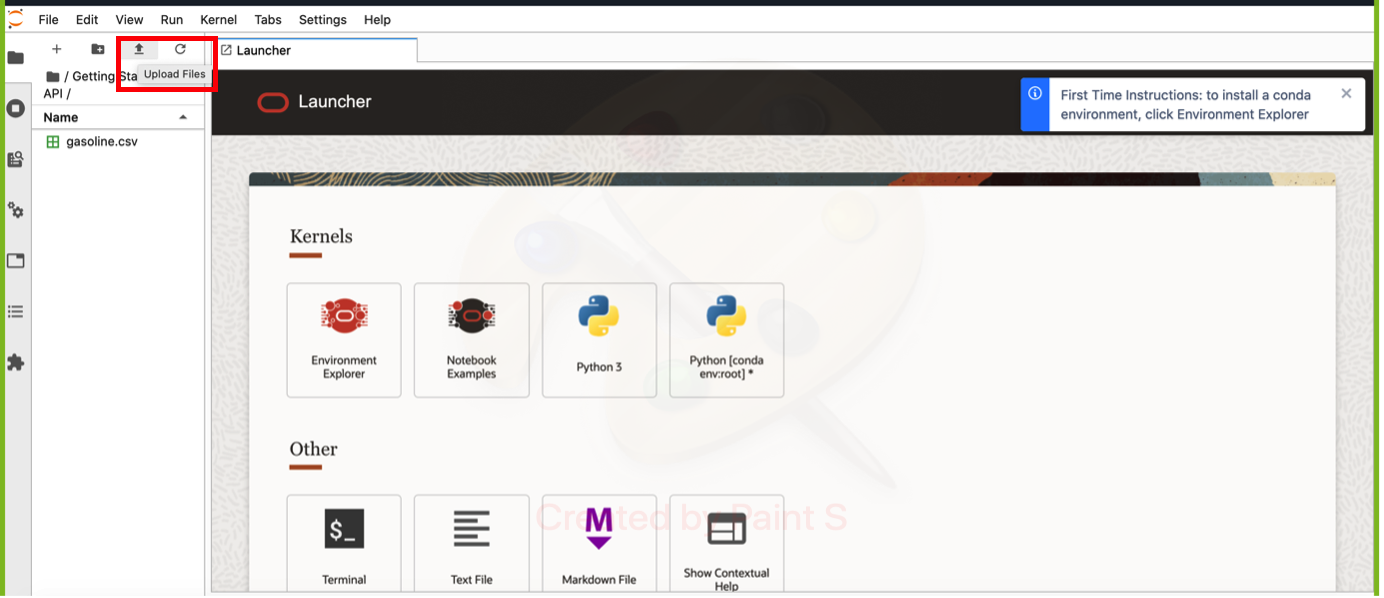 File Edit View Run Kernel Tabs Settings Help
Launcher
Upload Files
/ Getting Sta
API /
Name
gasoline.csv
Launcher
First Time Instructions: to install a conda
environment, click Environment Explorer
Kernels
Environment
Explorer
Notebook
Examples
Python 3
Python [conda
env:root] *
Other
$_
Terminal
Text File
M
Markdown File
Show Contextual
Help
Created by Paint S